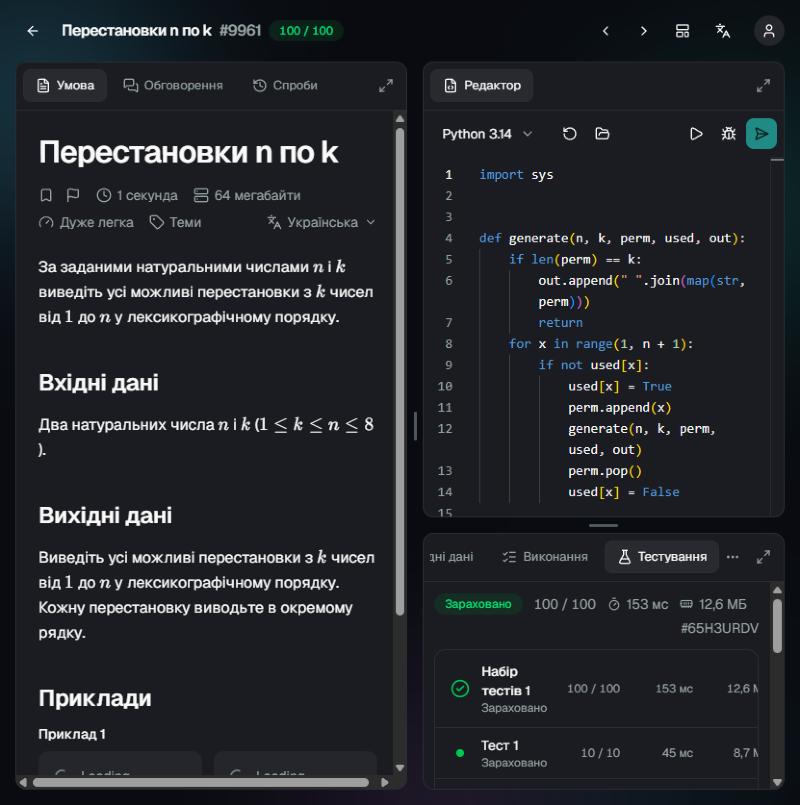 Перестановки n по k #9961 100 / 100
Умова Обговорення Спроби
Перестановки n по k
1 секунда 64 мегабайти
Дуже легка Теми Українська
За заданими натуральними числами n і k
виведіть усі можливі перестановки з k чисел
від 1 до n у лексикографічному порядку.
Вхідні дані
Два натуральних числа n і k (1 ≤ k ≤ n ≤ 8
).
Вихідні дані
Виведіть усі можливі перестановки з k чисел
від 1 до n у лексикографічному порядку.
Кожну перестановку виводьте в окремому
рядку.
Приклади
Приклад 1
Loading Loading
Редактор
Python 3.14
1 import sys
2
3
4 def generate(n, k, perm, used, out):
5 if len(perm) == k:
6 out.append(" ".join(map(str,
perm)))
7 return
8 for x in range(1, n + 1):
9 if not used[x]:
10 used[x] = True
11 perm.append(x)
12 generate(n, k, perm,
used, out)
13 perm.pop()
14 used[x] = False
15
дні дані Виконання Тестування
Зараховано 100 / 100 153 мс 12,6 МБ
#65H3URDV
Набір
тестів 1 100 / 100 153 мс 12,6
Зараховано
Тест 1 10 / 10 45 мс 8,7
Зараховано